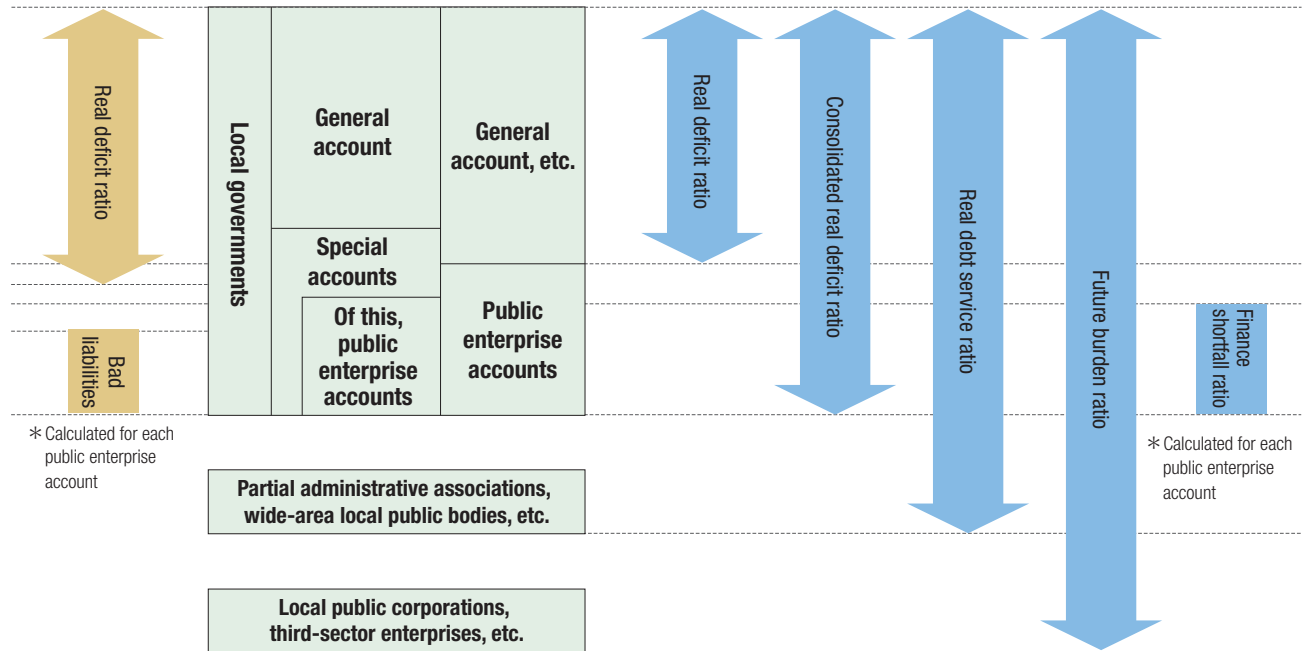 Real deficit ratio
Bad
liabilities
＊Calculated for each
public enterprise
account
Local governments
General
account
Special
accounts
Of this,
public
enterprise
accounts
General
account, etc.
Public
enterprise
accounts
Partial administrative associations,
wide-area local public bodies, etc.
Local public corporations,
third-sector enterprises, etc.
Real deficit ratio
Consolidated real deficit ratio
Real debt service ratio
Future burden ratio
Finance
shortfall ratio
＊Calculated for each
public enterprise
account